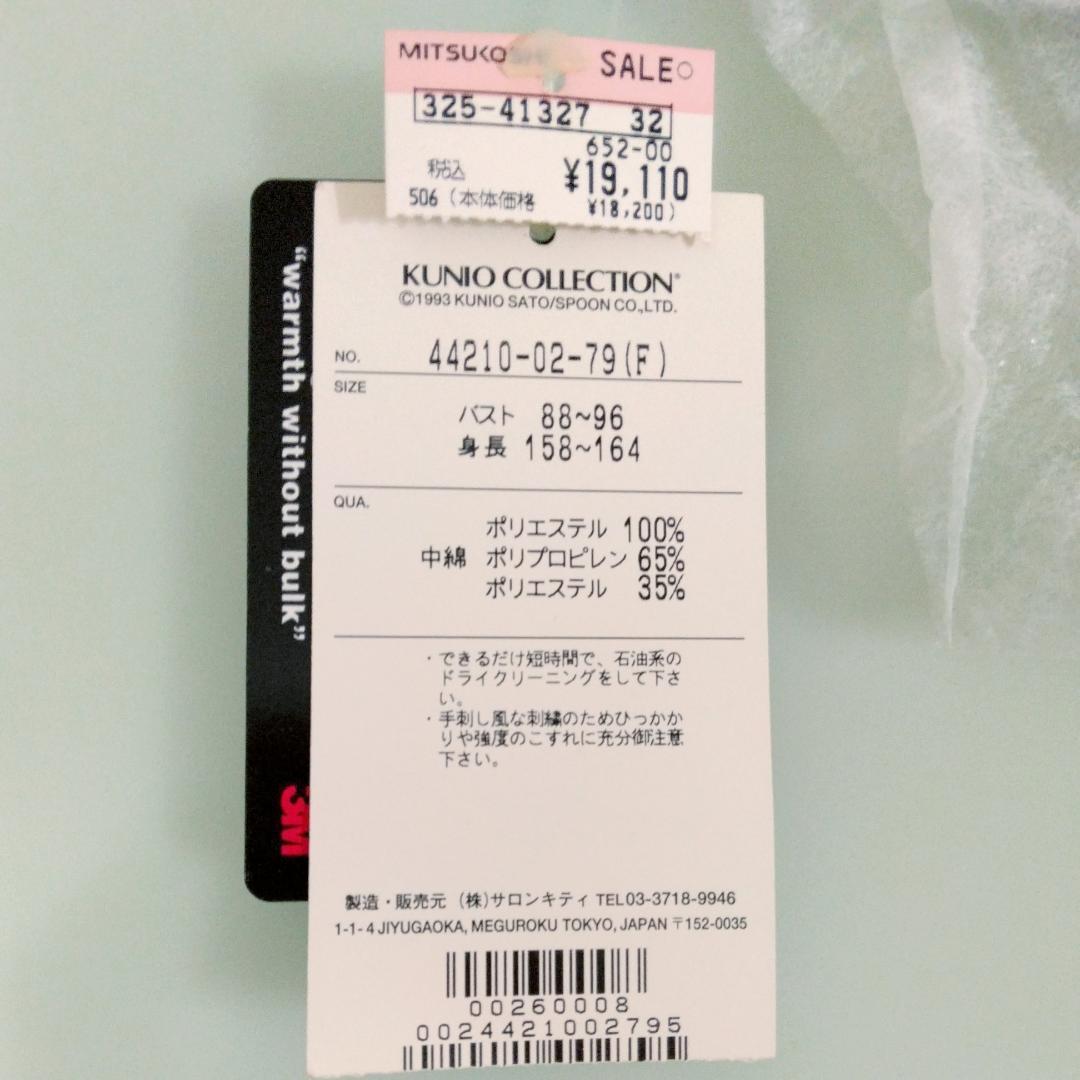 MITSUKO
SALE○
325-41327 32
652-00
税込 ¥19,110
506 (本体価格 ¥18,200)
KUNIO COLLECTION®
©1993 KUNIO SATO/SPOON CO.,LTD.
NO. 44210-02-79(F)
SIZE
バスト 88~96
身長 158~164
QUA.
ポリエステル 100%
中綿 ポリプロピレン 65%
ポリエステル 35%
・できるだけ短時間で、石油系の
ドライクリーニングをして下さ
い。
・手刺し風な刺繍のためひっかか
りや強度のこすれに充分御注意
下さい。
製造・販売元 (株)サロンキティ TEL03-3718-9946
1-1-4 JIYUGAOKA, MEGUROKU TOKYO, JAPAN 〒152-0035
00260008
0024421002795
"warmth without bulk"
3M